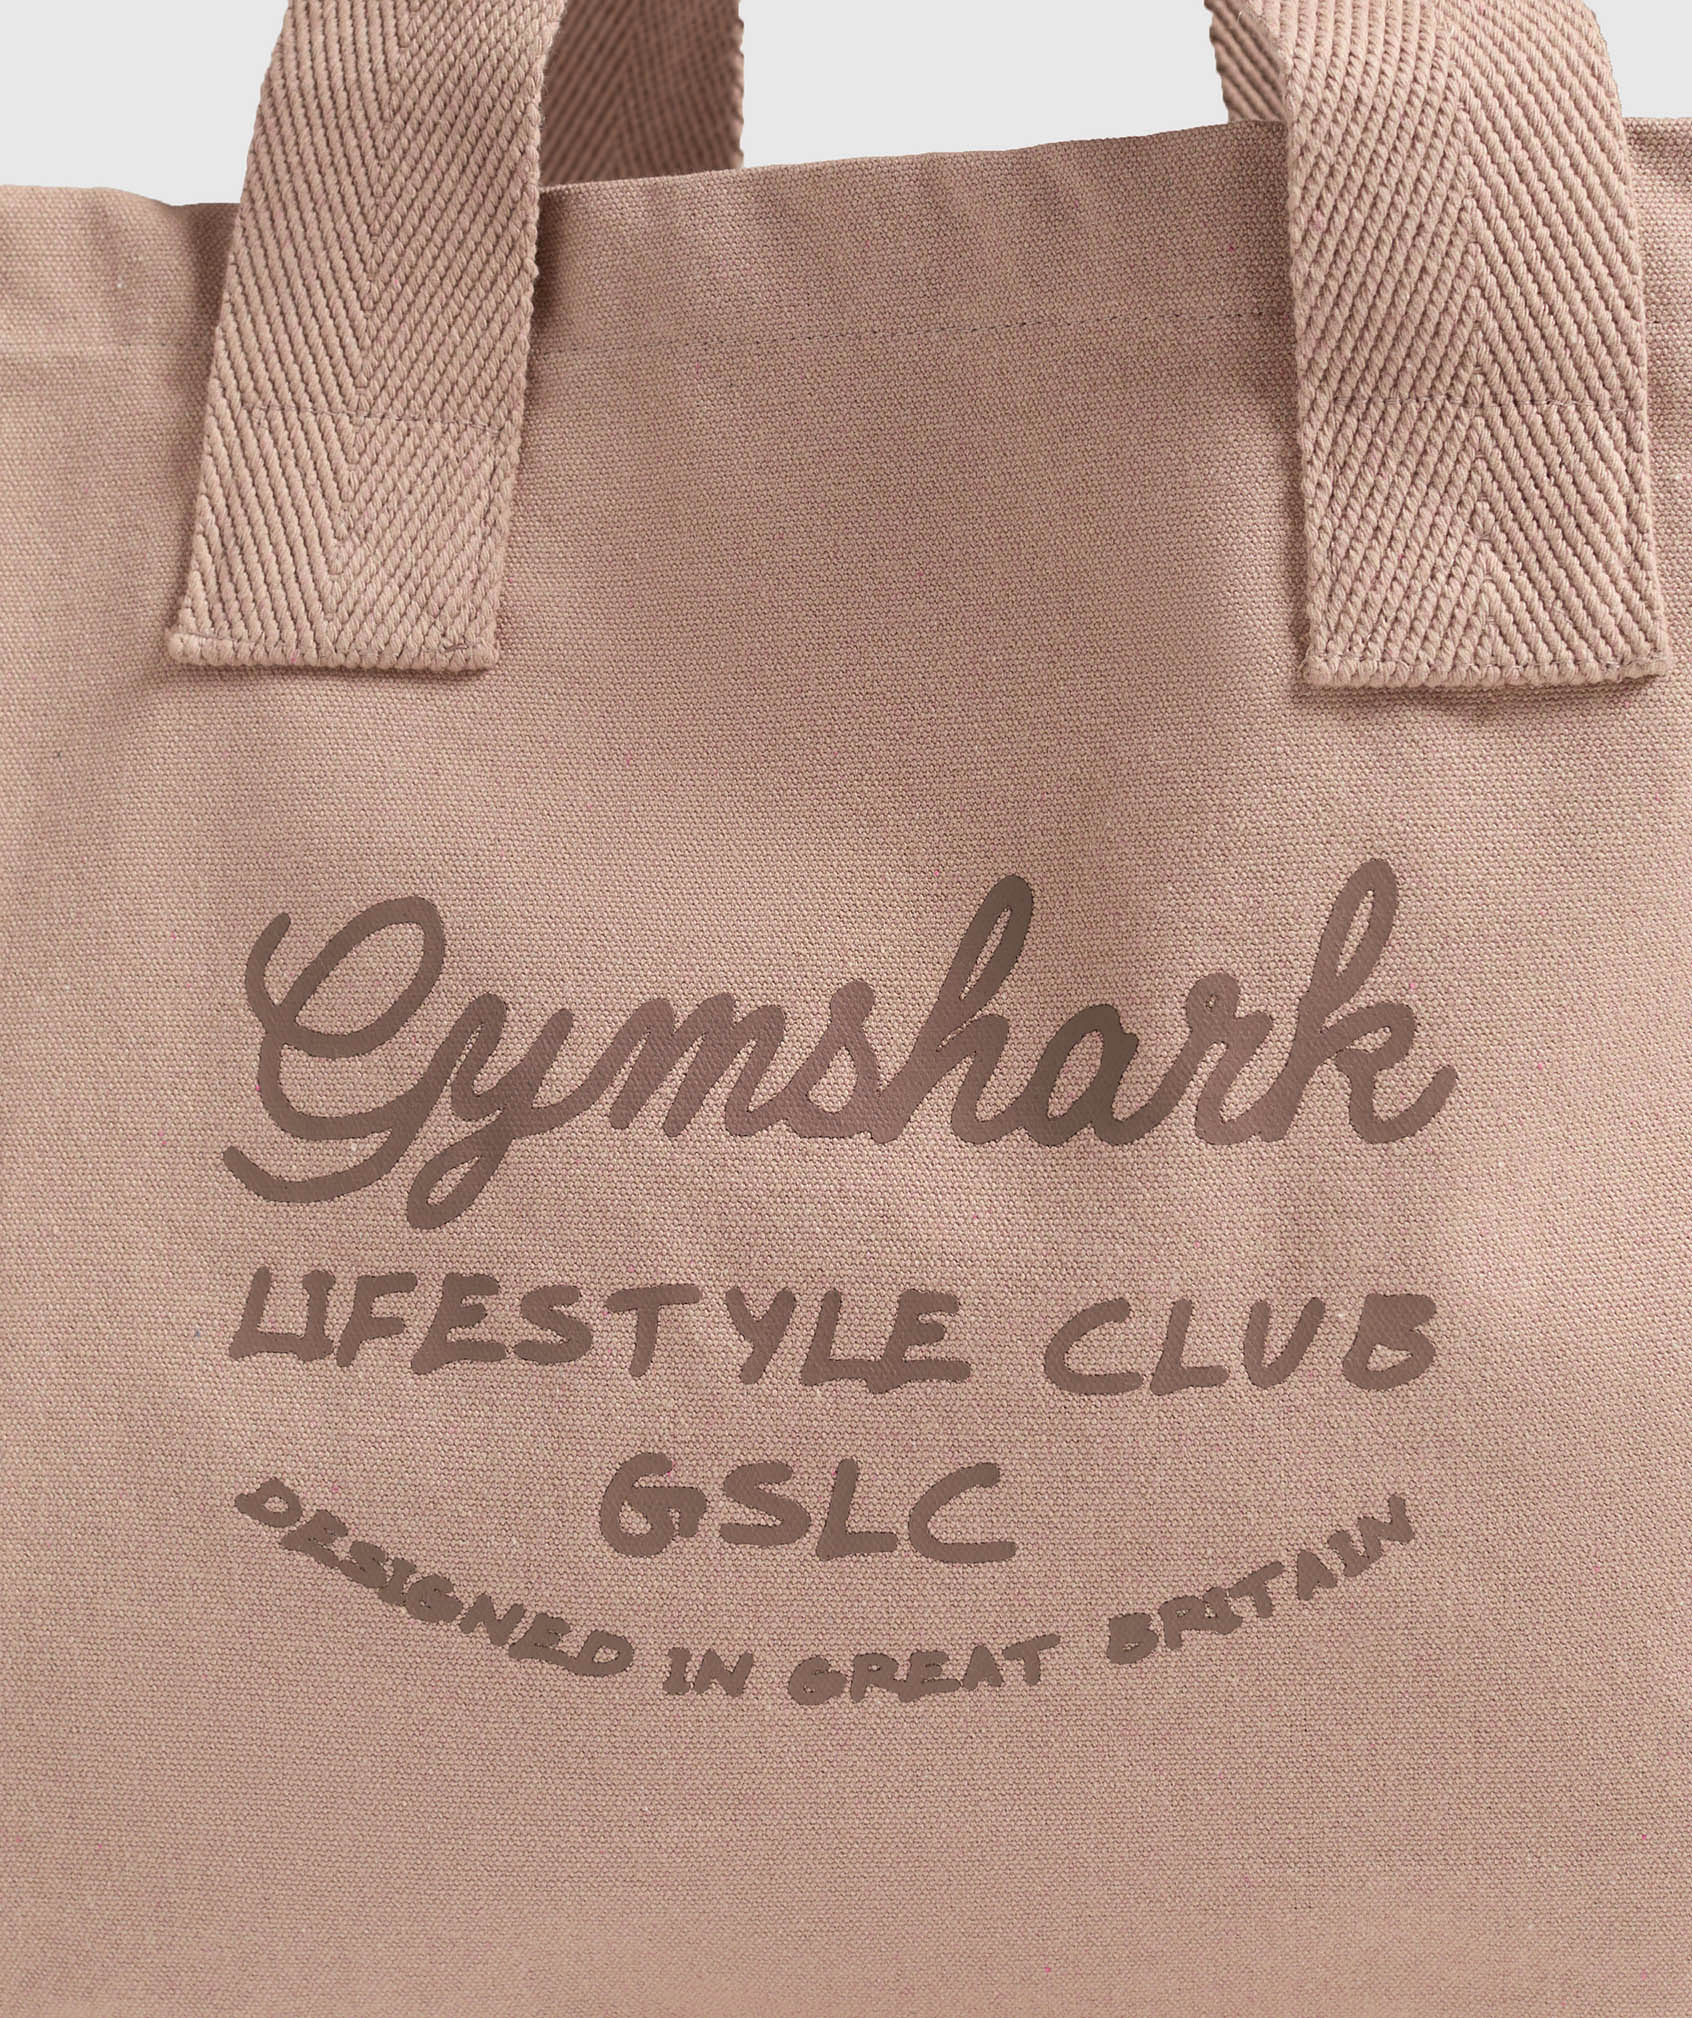 Gymshark
LIFESTYLE CLUB
GSLC
DESIGNED IN GREAT BRITAIN